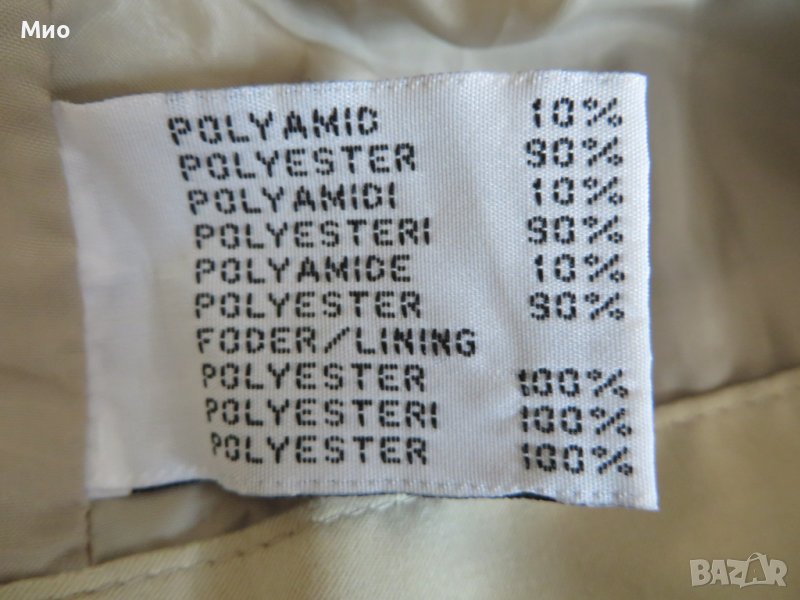 Мио
POLYAMID 10%
POLYESTER 90%
POLYAMIDI 10%
POLYESTERI 90%
POLYAMIDE 10%
POLYESTER 90%
FODER/LINING
POLYESTER 100%
POLYESTERI 100%
POLYESTER 100%
BAZAR